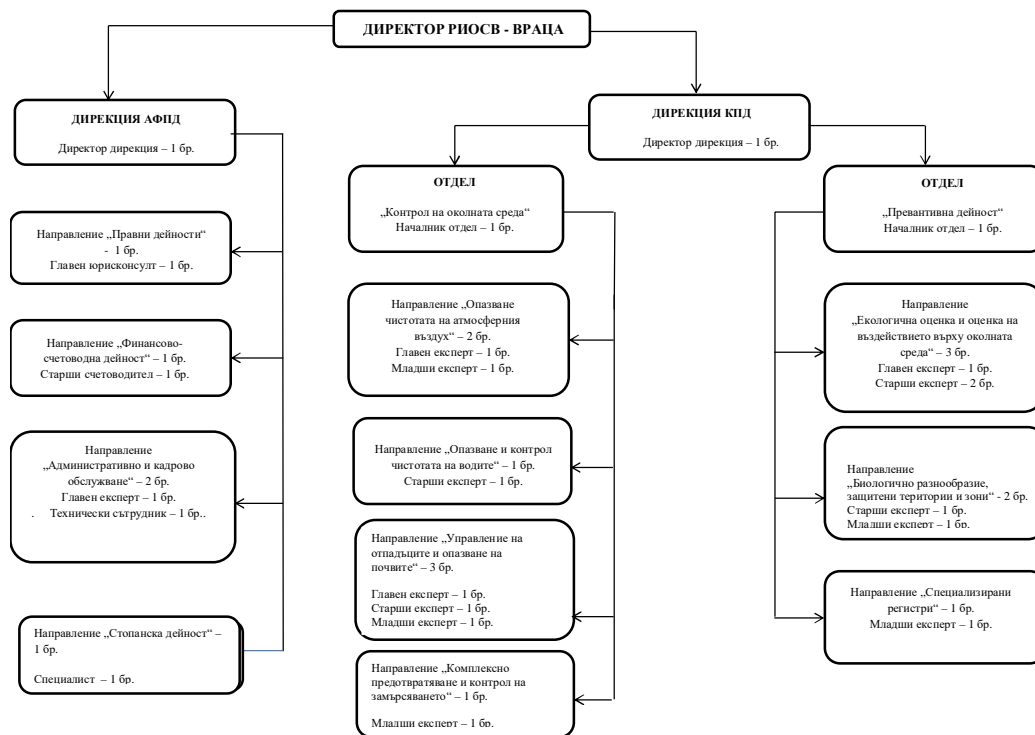 ДИРЕКТОР РИОСВ - ВРАЦА
ДИРЕКЦИЯ АФПД
Директор дирекция – 1 бр.
Направление „Правни дейности“
- 1 бр.
Главен юрисконсулт – 1 бр.
Направление „Финансово-
счетоводна дейност“ – 1 бр.
Старши счетоводител – 1 бр.
Направление
„Административно и кадрово
обслужване“ – 2 бр.
Главен експерт – 1 бр.
. Технически сътрудник – 1 бр..
Направление „Стопанска дейност“ –
1 бр.
Специалист – 1 бр.
ДИРЕКЦИЯ КПД
Директор дирекция – 1 бр.
ОТДЕЛ
„Контрол на околната среда“
Началник отдел – 1 бр.
Направление „Опазване
чистотата на атмосферния
въздух“ – 2 бр.
Главен експерт – 1 бр.
Младши експерт – 1 бр.
Направление „Опазване и контрол
чистотата на водите“ – 1 бр.
Старши експерт – 1 бр.
Направление „Управление на
отпадъците и опазване на
почвите“ – 3 бр.
Главен експерт – 1 бр.
Старши експерт – 1 бр.
Младши експерт – 1 бр.
Направление „Комплексно
предотвратяване и контрол на
замърсяването“ – 1 бр.
Младши експерт – 1 бр.
ОТДЕЛ
„Превантивна дейност“
Началник отдел – 1 бр.
Направление
„Екологична оценка и оценка на
въздействието върху околната
среда“ – 3 бр.
Главен експерт – 1 бр.
Старши експерт – 2 бр.
Направление
„Биологично разнообразие,
защитени територии и зони“ - 2 бр.
Старши експерт – 1 бр.
Младши експерт – 1 бр.
Направление „Специализирани
регистри“ – 1 бр.
Младши експерт – 1 бр.